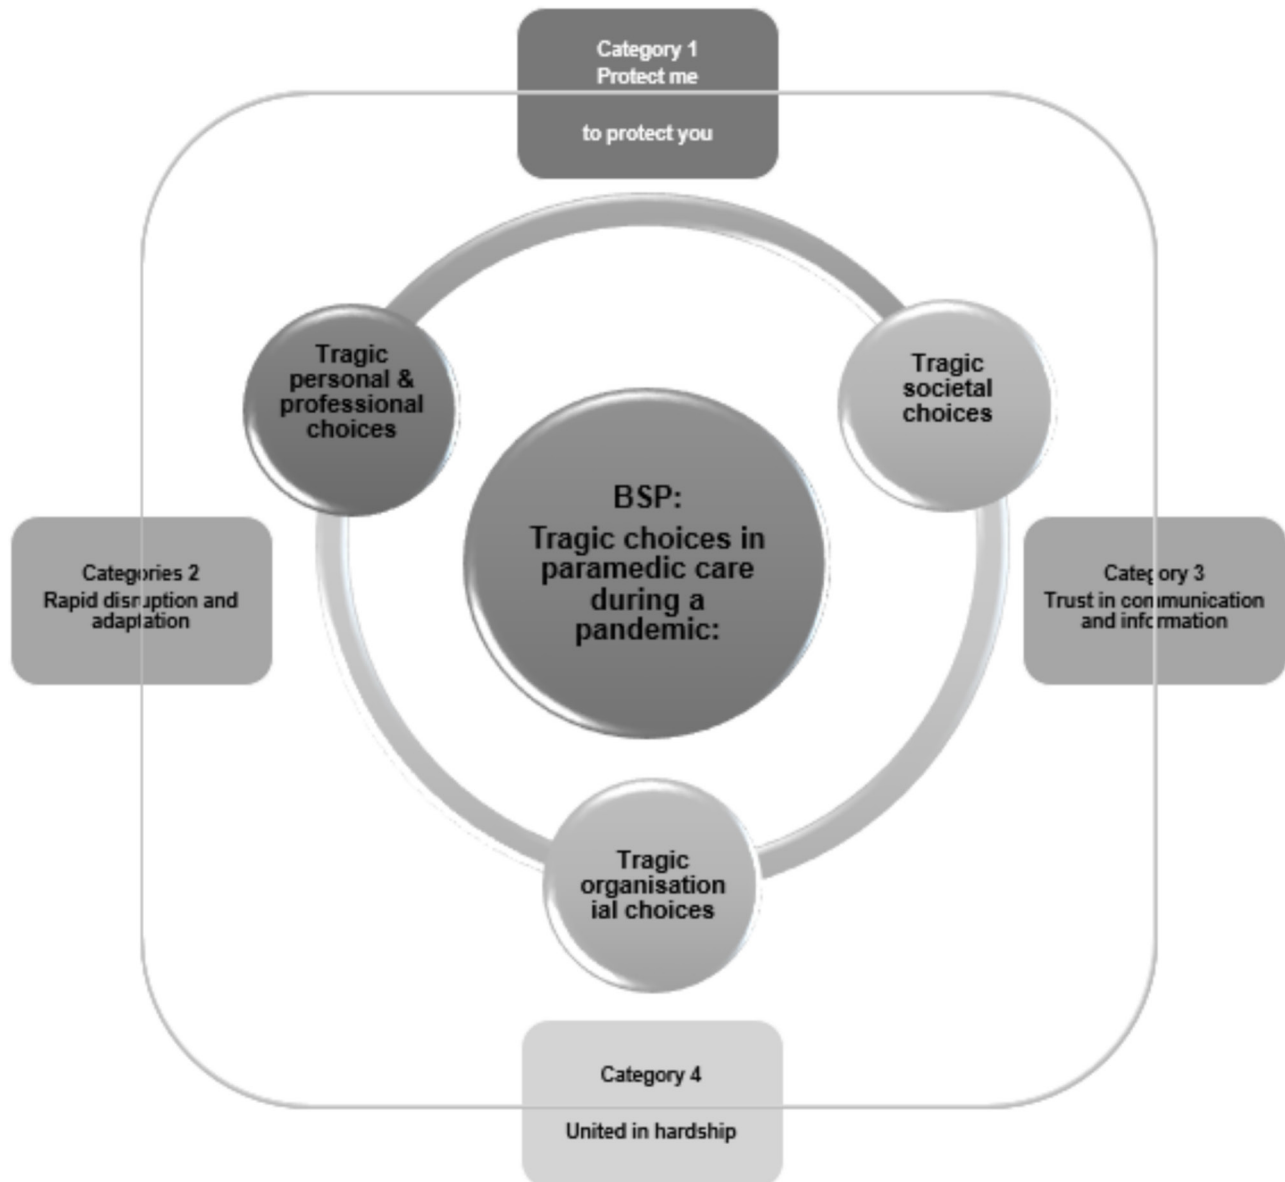 Category 1
Protect me
to protect you
Tragic
personal &
professional
choices
Tragic
societal
choices
BSP:
Tragic choices in
paramedic care
during a
pandemic:
Categories 2
Rapid disruption and
adaptation
Category 3
Trust in communication
and information
Tragic
organisation
ial choices
Category 4
United in hardship